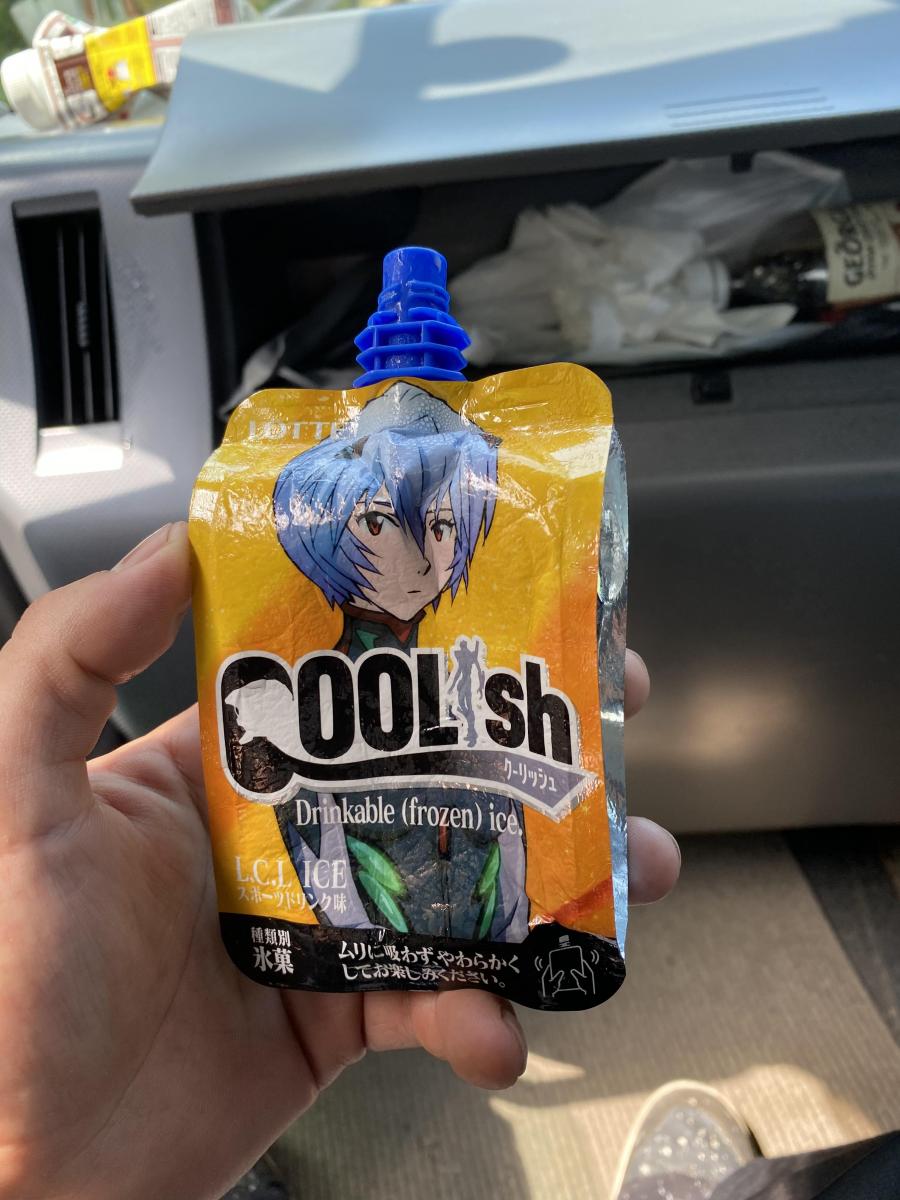 LOTTE
COOLish
クーリッシュ
Drinkable (frozen) ice.
L.C.L ICE
スポーツドリンク味
種類別
氷菓
ムリに吸わず、やわらかく
してお楽しみください。